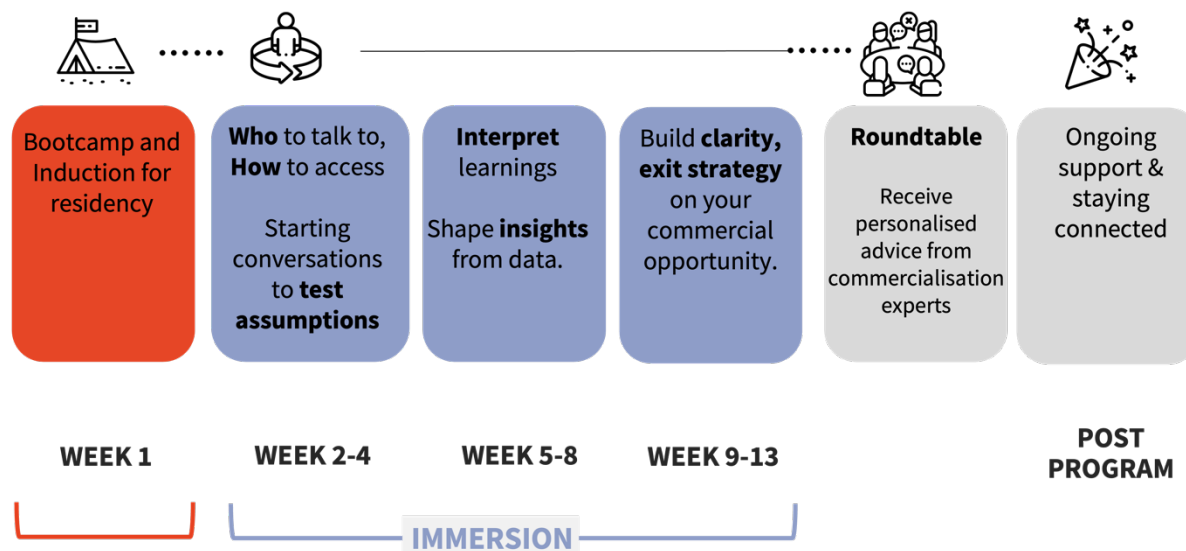 Bootcamp and
Induction for
residency
Who to talk to,
How to access
Starting
conversations
to test
assumptions
Interpret
learnings
Shape insights
from data.
Build clarity,
exit strategy
on your
commercial
opportunity.
Roundtable
Receive
personalised
advice from
commercialisation
experts
Ongoing
support &
staying
connected
WEEK 1
WEEK 2-4
WEEK 5-8
WEEK 9-13
POST
PROGRAM
IMMERSION